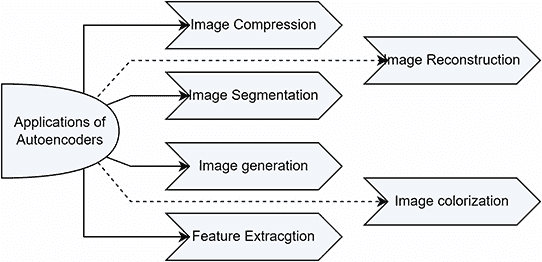 Image Compression
Image Reconstruction
Image Segmentation
Applications of
Autoencoders
Image generation
Image colorization
Feature Extracgtion